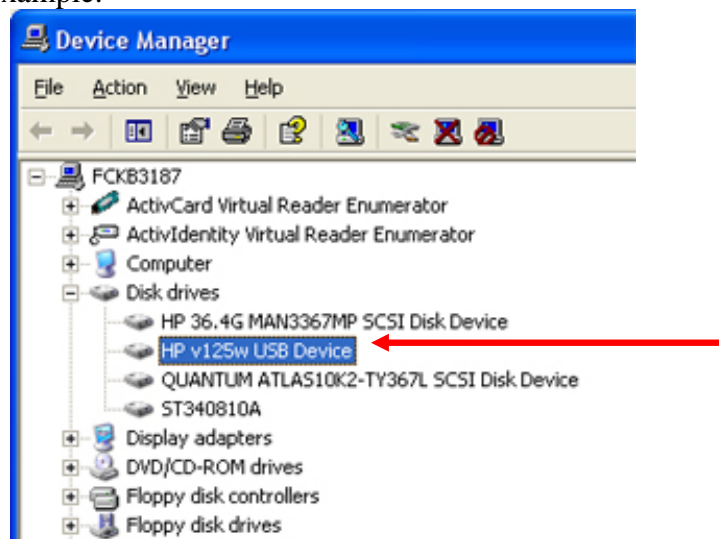 xample:
Device Manager
File Action View Help
FCKB3187
ActivCard Virtual Reader Enumerator
ActivIdentity Virtual Reader Enumerator
Computer
Disk drives
HP 36.4G MAN3367MP SCSI Disk Device
HP v125w USB Device
QUANTUM ATLAS10K2-TY367L SCSI Disk Device
ST340810A
Display adapters
DVD/CD-ROM drives
Floppy disk controllers
Floppy disk drives